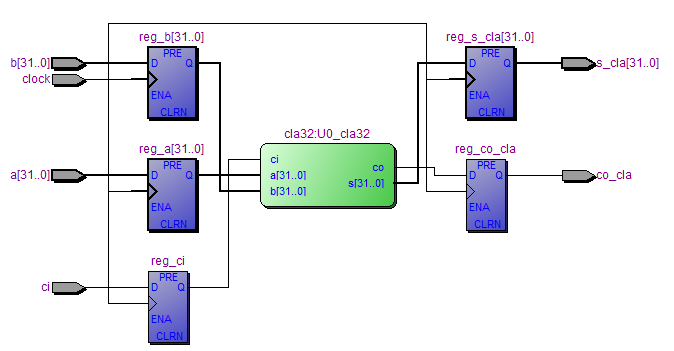 reg_b[31..0]
PRE
b[31..0]
D
Q
clock
ENA
CLRN
reg_a[31..0]
PRE
a[31..0]
D
Q
ENA
CLRN
reg_ci
PRE
ci
D
Q
ENA
CLRN
cla32:U0_cla32
ci
a[31..0]
b[31..0]
co
s[31..0]
reg_s_cla[31..0]
PRE
D
Q
s_cla[31..0]
ENA
CLRN
reg_co_cla
PRE
D
Q
co_cla
ENA
CLRN